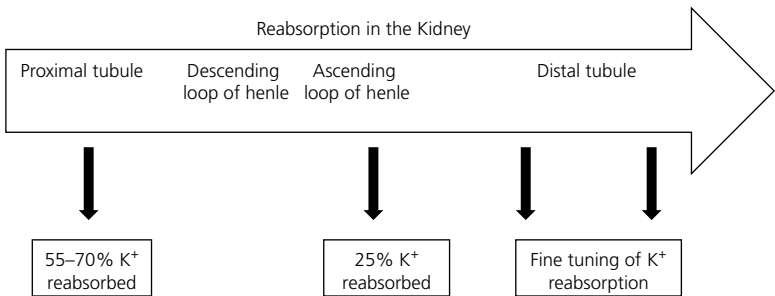 Reabsorption in the Kidney
Proximal tubule
Descending
loop of henle
Ascending
loop of henle
Distal tubule
55–70% K⁺
reabsorbed
25% K⁺
reabsorbed
Fine tuning of K⁺
reabsorption